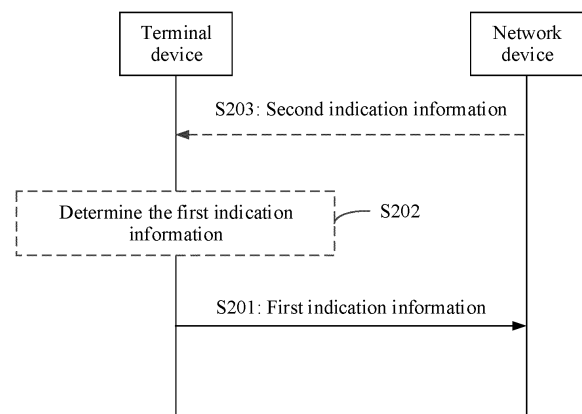 Terminal
device
Network
device
S203: Second indication information
Determine the first indication
information
S202
S201: First indication information